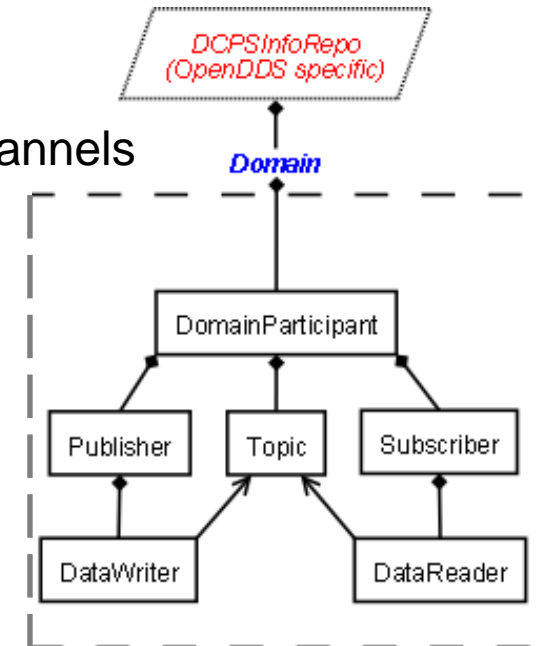 DCPSInfoRepo
(OpenDDS specific)
annels
Domain
DomainParticipant
Publisher
Topic
Subscriber
DataWriter
DataReader